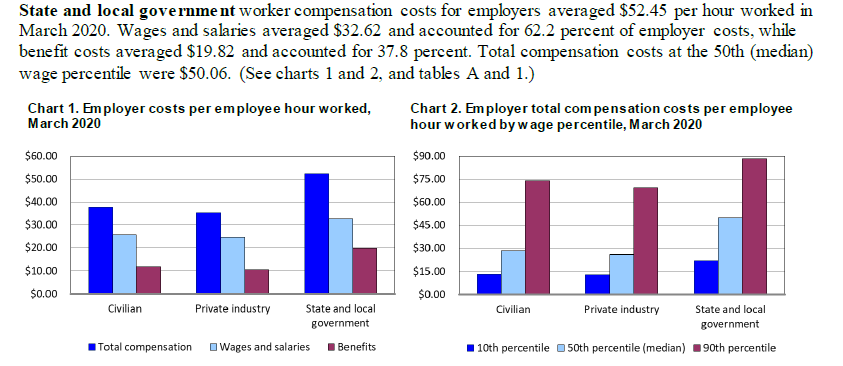 State and local government worker compensation costs for employers averaged $52.45 per hour worked in
March 2020. Wages and salaries averaged $32.62 and accounted for 62.2 percent of employer costs, while
benefit costs averaged $19.82 and accounted for 37.8 percent. Total compensation costs at the 50th (median)
wage percentile were $50.06. (See charts 1 and 2, and tables A and 1.)
Chart 1. Employer costs per employee hour worked,
March 2020
$60.00
$50.00
$40.00
$30.00
$20.00
$10.00
$0.00
Civilian
Private industry
State and local
government
Total compensation
Wages and salaries
Benefits
Chart 2. Employer total compensation costs per employee
hour worked by wage percentile, March 2020
$90.00
$75.00
$60.00
$45.00
$30.00
$15.00
$0.00
Civilian
Private industry
State and local
government
10th percentile
50th percentile (median)
90th percentile